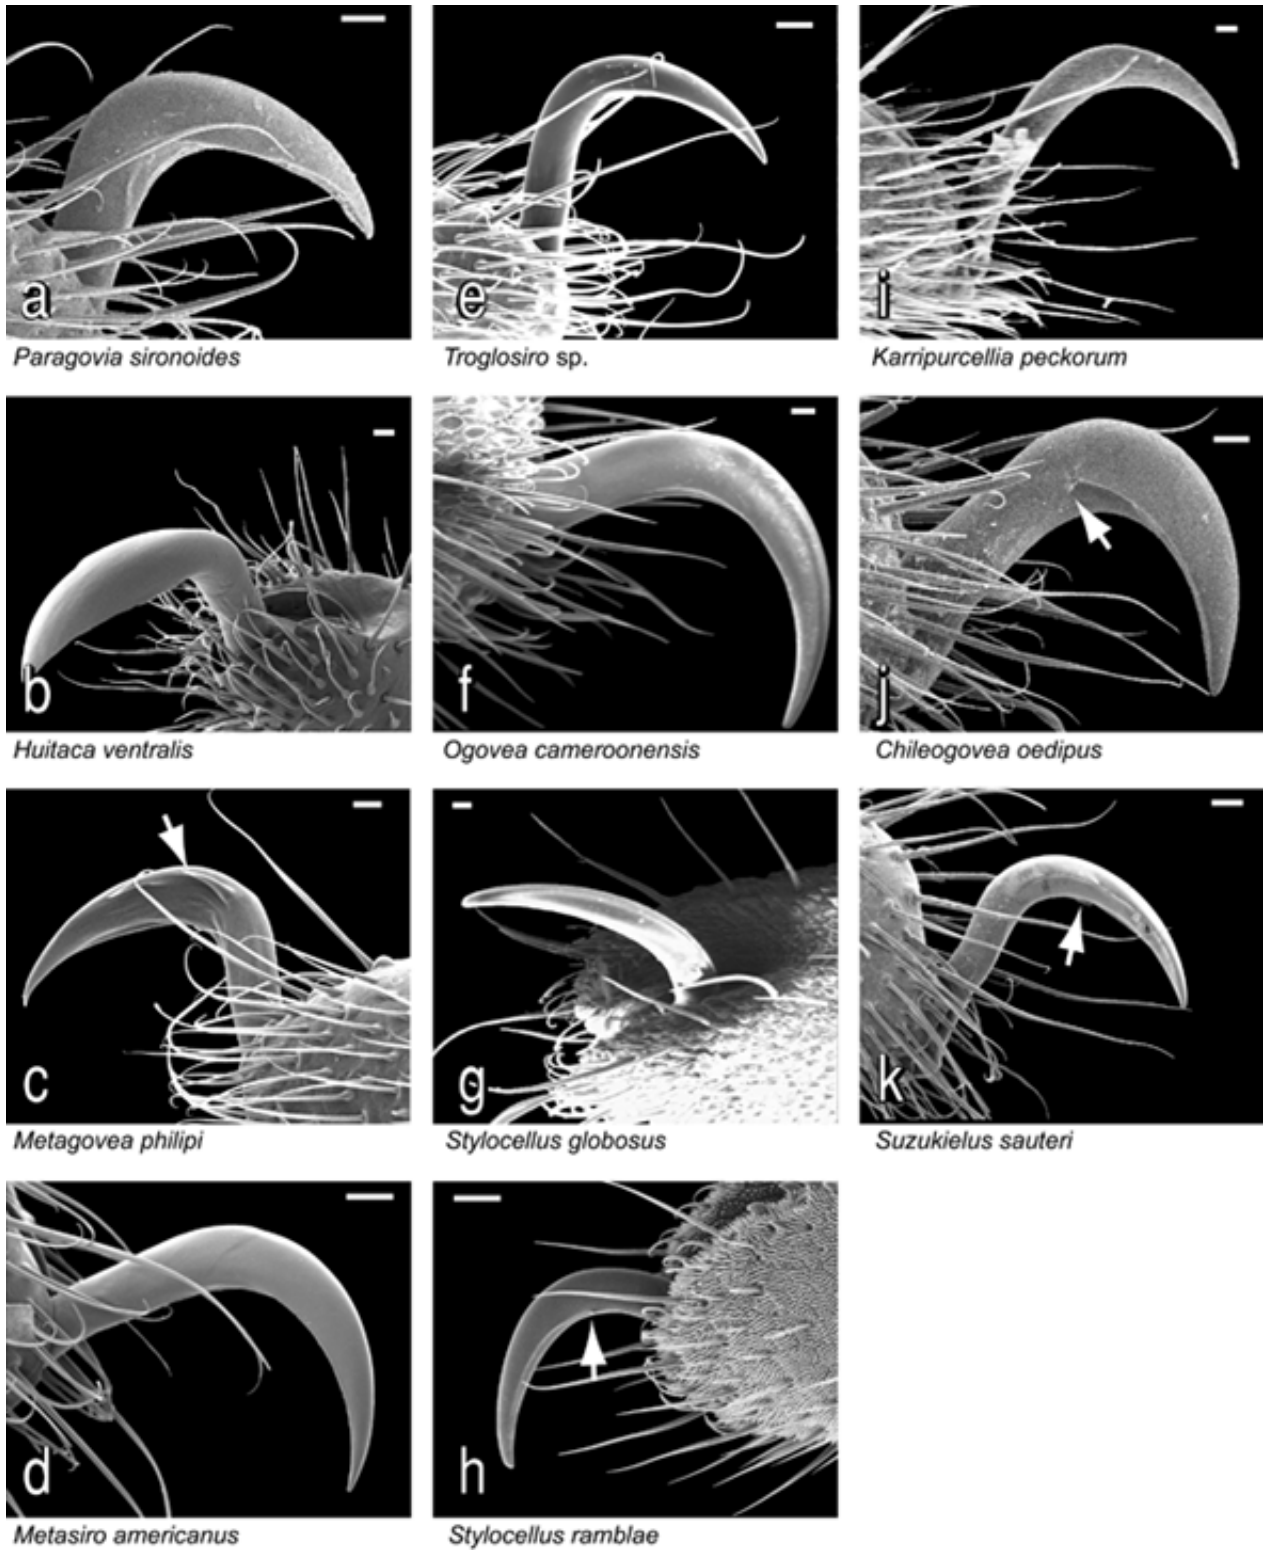 a
Paragovia sironoides
b
Huitaca ventralis
c
Metagovea philipi
d
Metasiro americanus
e
Troglosiro sp.
f
Ogovea cameroonensis
g
Stylocellus globosus
h
Stylocellus ramblae
i
Karripurcellia peckorum
j
Chileogovea oedipus
k
Suzukielus sauteri